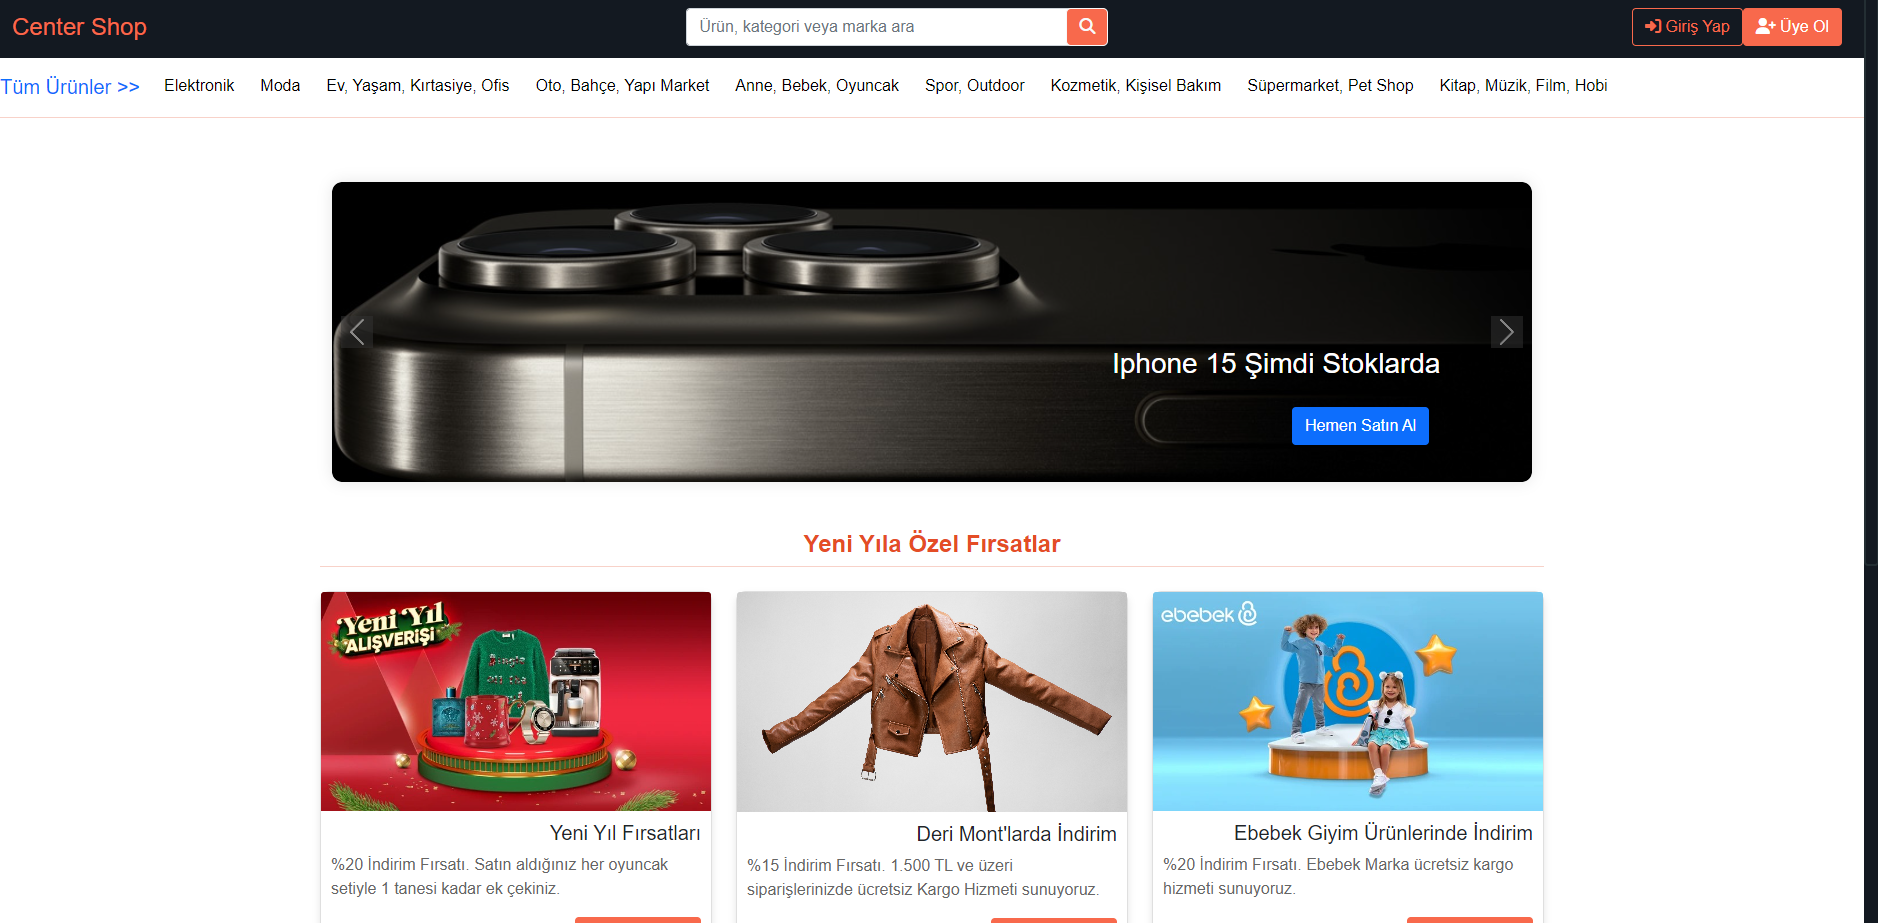 Center Shop
Ürün, kategori veya marka ara
Giriş Yap
Üye Ol
Tüm Ürünler >>
Elektronik
Moda
Ev, Yaşam, Kırtasiye, Ofis
Oto, Bahçe, Yapı Market
Anne, Bebek, Oyuncak
Spor, Outdoor
Kozmetik, Kişisel Bakım
Süpermarket, Pet Shop
Kitap, Müzik, Film, Hobi
Iphone 15 Şimdi Stoklarda
Hemen Satın Al
Yeni Yıla Özel Fırsatlar
Yeni Yıl
ALIŞVERİŞİ
Yeni Yıl Fırsatları
%20 İndirim Fırsatı. Satın aldığınız her oyuncak
setiyle 1 tanesi kadar ek çekiniz.
Deri Mont'larda İndirim
%15 İndirim Fırsatı. 1.500 TL ve üzeri
siparişlerinizde ücretsiz Kargo Hizmeti sunuyoruz.
ebebek
Ebebek Giyim Ürünlerinde İndirim
%20 İndirim Fırsatı. Ebebek Marka ücretsiz kargo
hizmeti sunuyoruz.